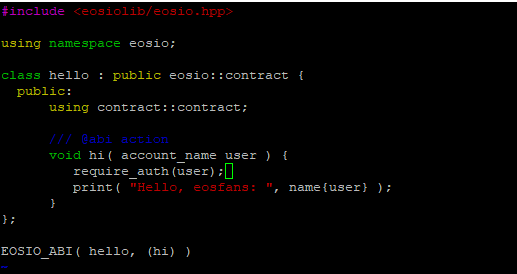 #include <eosiolib/eosio.hpp>
using namespace eosio;
class hello : public eosio::contract {
public:
using contract::contract;
/// @abi action
void hi( account_name user ) {
require_auth(user);
print( "Hello, eosfans: ", name{user} );
}
};
EOSIO_ABI( hello, (hi) )
~